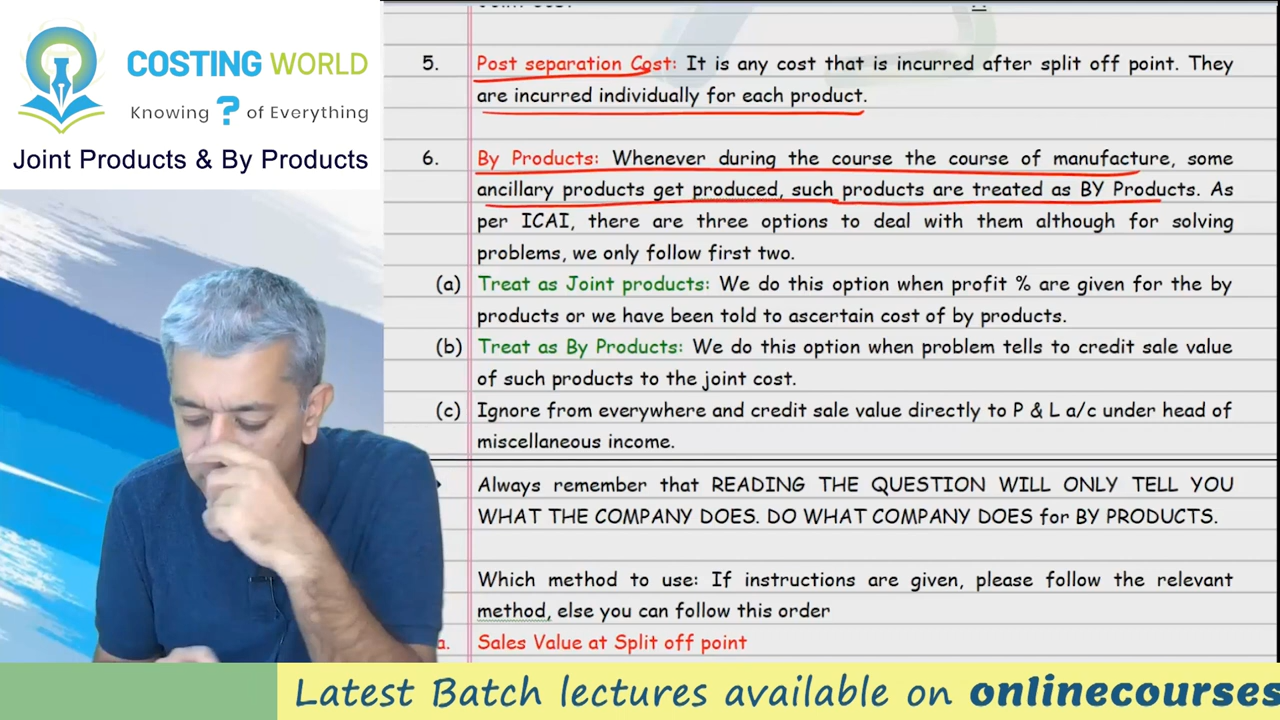 COSTING WORLD
Knowing ? of Everything
Joint Products & By Products
5. Post separation Cost: It is any cost that is incurred after split off point. They
are incurred individually for each product.
6. By Products: Whenever during the course the course of manufacture, some
ancillary products get produced, such products are treated as BY Products. As
per ICAI, there are three options to deal with them although for solving
problems, we only follow first two.
(a) Treat as Joint products: We do this option when profit % are given for the by
products or we have been told to ascertain cost of by products.
(b) Treat as By Products: We do this option when problem tells to credit sale value
of such products to the joint cost.
(c) Ignore from everywhere and credit sale value directly to P & L a/c under head of
miscellaneous income.
Always remember that READING THE QUESTION WILL ONLY TELL YOU
WHAT THE COMPANY DOES. DO WHAT COMPANY DOES for BY PRODUCTS.
Which method to use: If instructions are given, please follow the relevant
method, else you can follow this order
a. Sales Value at Split off point
Latest Batch lectures available on onlinecourses